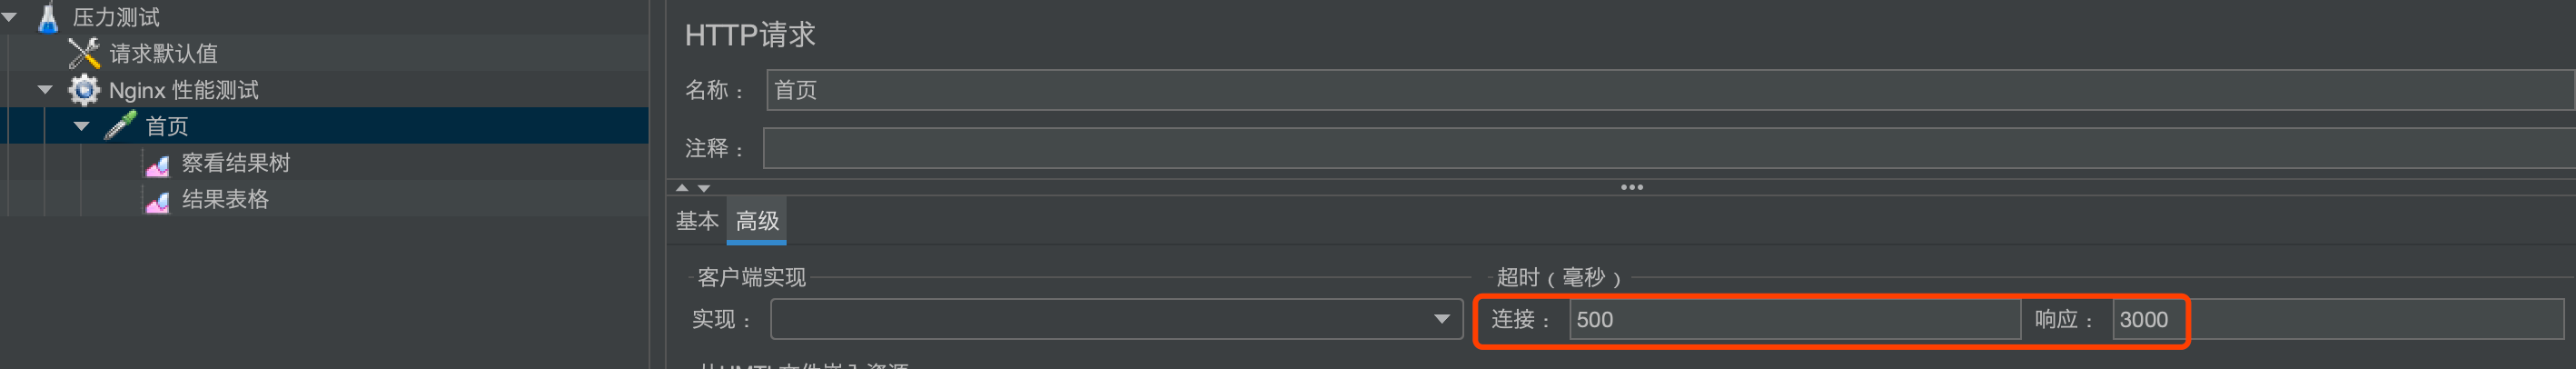 压力测试
请求默认值
Nginx 性能测试
首页
察看结果树
结果表格
HTTP请求
名称： 首页
注释：
基本 高级
客户端实现 超时（毫秒）
实现： 连接： 500 响应： 3000